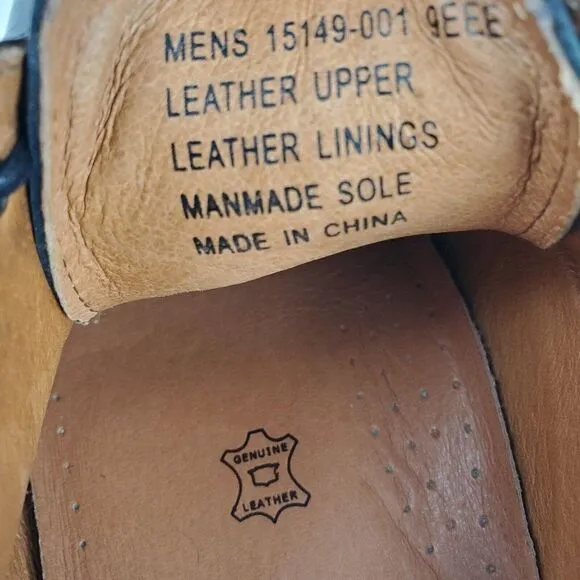 MENS 15149-001 9EEE
LEATHER UPPER
LEATHER LININGS
MANMADE SOLE
MADE IN CHINA
GENUINE
LEATHER